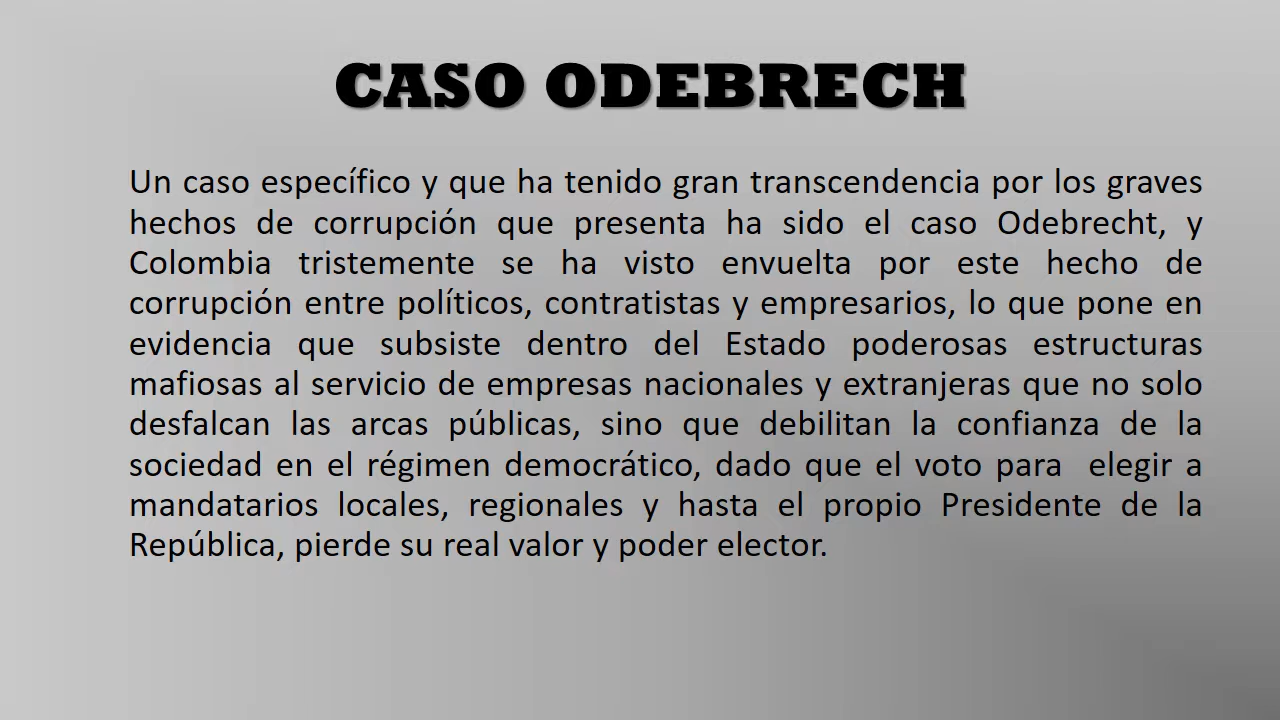 CASO ODEBRECH
Un caso específico y que ha tenido gran transcendencia por los graves
hechos de corrupción que presenta ha sido el caso Odebrecht, y
Colombia tristemente se ha visto envuelta por este hecho de
corrupción entre políticos, contratistas y empresarios, lo que pone en
evidencia que subsiste dentro del Estado poderosas estructuras
mafiosas al servicio de empresas nacionales y extranjeras que no solo
desfalcan las arcas públicas, sino que debilitan la confianza de la
sociedad en el régimen democrático, dado que el voto para  elegir a
mandatarios locales, regionales y hasta el propio Presidente de la
República, pierde su real valor y poder elector.